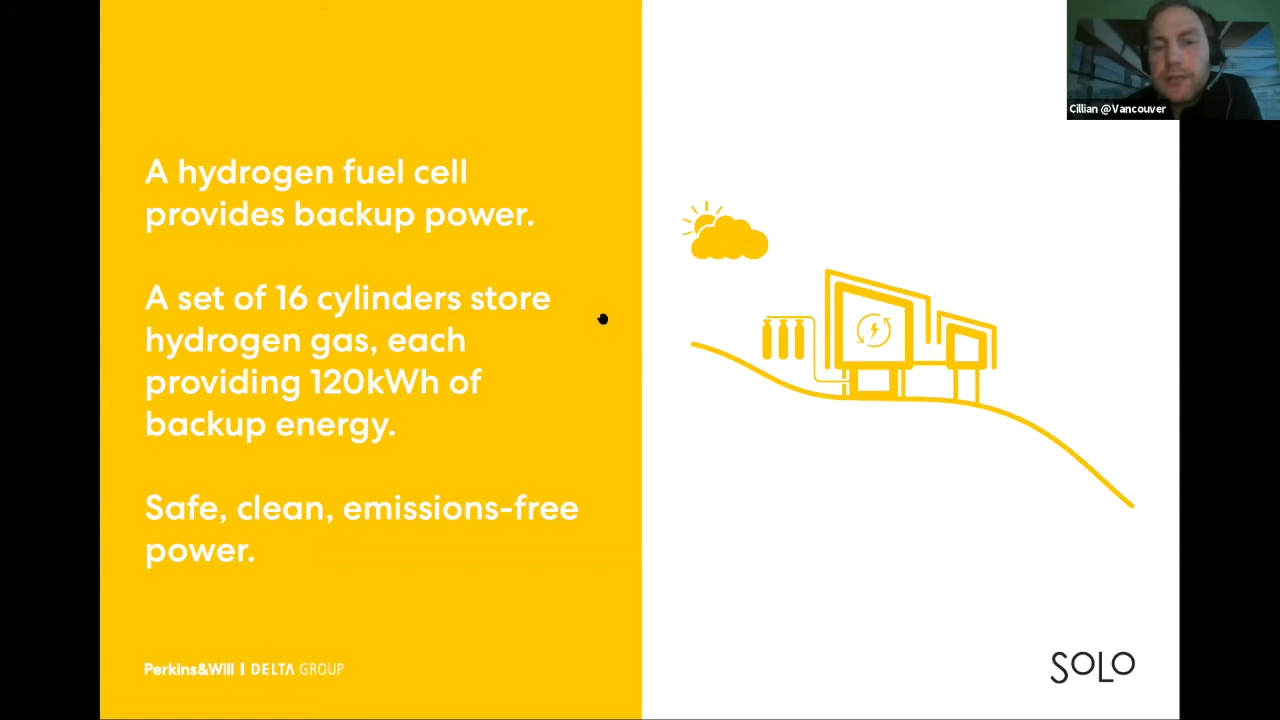 A hydrogen fuel cell
provides backup power.
A set of 16 cylinders store
hydrogen gas, each
providing 120kWh of
backup energy.
Safe, clean, emissions-free
power.
Perkins&Will | DELTA GROUP
SOLO
Cillian @Vancouver